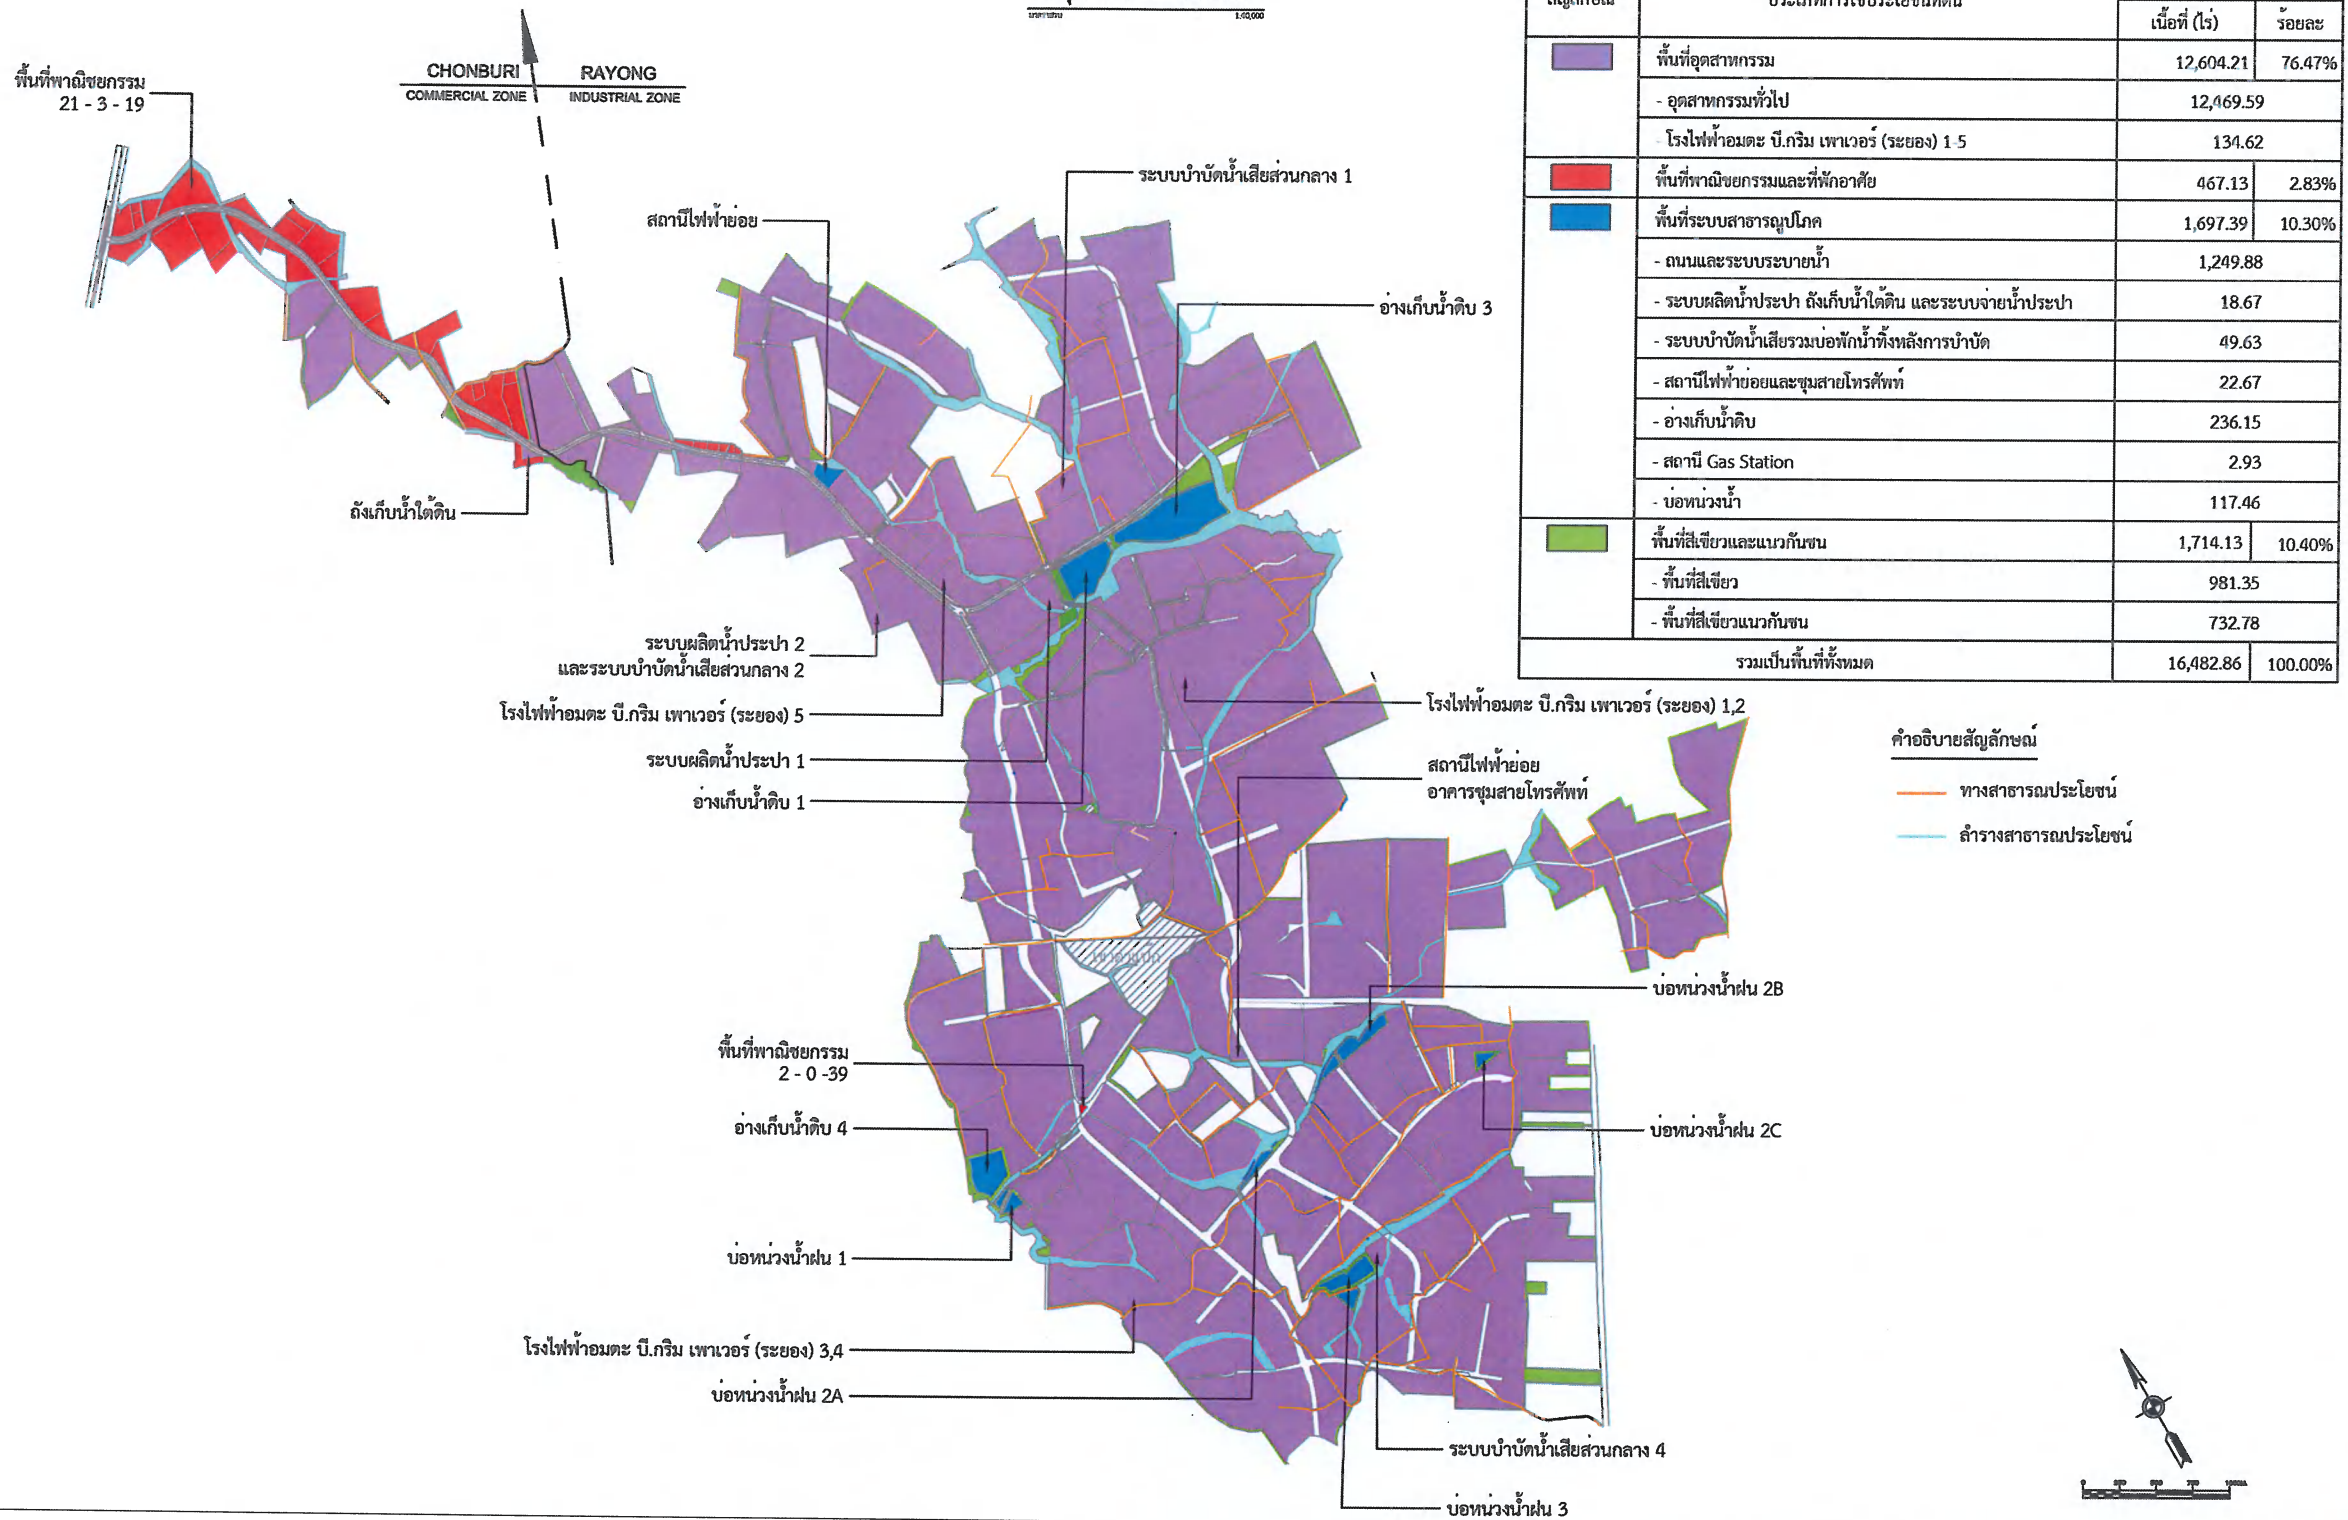 1:40,000
สัญลักษณ์ ประเภทการใช้ประโยชน์ที่ดิน
เนื้อที่ (ไร่) ร้อยละ
พื้นที่อุตสาหกรรม 12,604.21 76.47%
- อุตสาหกรรมทั่วไป 12,469.59
- โรงไฟฟ้าอมตะ บี.กริม เพาเวอร์ (ระยอง) 1-5 134.62
พื้นที่พาณิชยกรรมและที่พักอาศัย 467.13 2.83%
พื้นที่ระบบสาธารณูปโภค 1,697.39 10.30%
- ถนนและระบบระบายน้ำ 1,249.88
- ระบบผลิตน้ำประปา ถังเก็บน้ำใต้ดิน และระบบจ่ายน้ำประปา 18.67
- ระบบบำบัดน้ำเสียรวมบ่อพักน้ำทิ้งหลังการบำบัด 49.63
- สถานีไฟฟ้าย่อยและชุมสายโทรศัพท์ 22.67
- อ่างเก็บน้ำดิบ 236.15
- สถานี Gas Station 2.93
- บ่อหน่วงน้ำ 117.46
พื้นที่สีเขียวและแนวกันชน 1,714.13 10.40%
- พื้นที่สีเขียว 981.35
- พื้นที่สีเขียวแนวกันชน 732.78
รวมเป็นพื้นที่ทั้งหมด 16,482.86 100.00%
พื้นที่พาณิชยกรรม
21 - 3 - 19
CHONBURI RAYONG
COMMERCIAL ZONE INDUSTRIAL ZONE
ระบบบำบัดน้ำเสียส่วนกลาง 1
สถานีไฟฟ้าย่อย
อ่างเก็บน้ำดิบ 3
ถังเก็บน้ำใต้ดิน
ระบบผลิตน้ำประปา 2
และระบบบำบัดน้ำเสียส่วนกลาง 2
โรงไฟฟ้าอมตะ บี.กริม เพาเวอร์ (ระยอง) 5
โรงไฟฟ้าอมตะ บี.กริม เพาเวอร์ (ระยอง) 1,2
ระบบผลิตน้ำประปา 1
อ่างเก็บน้ำดิบ 1
สถานีไฟฟ้าย่อย
อาคารชุมสายโทรศัพท์
คำอธิบายสัญลักษณ์
ทางสาธารณประโยชน์
ลำรางสาธารณประโยชน์
บ่อหน่วงน้ำฝน 2B
พื้นที่พาณิชยกรรม
2 - 0 -39
อ่างเก็บน้ำดิบ 4
บ่อหน่วงน้ำฝน 2C
บ่อหน่วงน้ำฝน 1
โรงไฟฟ้าอมตะ บี.กริม เพาเวอร์ (ระยอง) 3,4
บ่อหน่วงน้ำฝน 2A
ระบบบำบัดน้ำเสียส่วนกลาง 4
บ่อหน่วงน้ำฝน 3